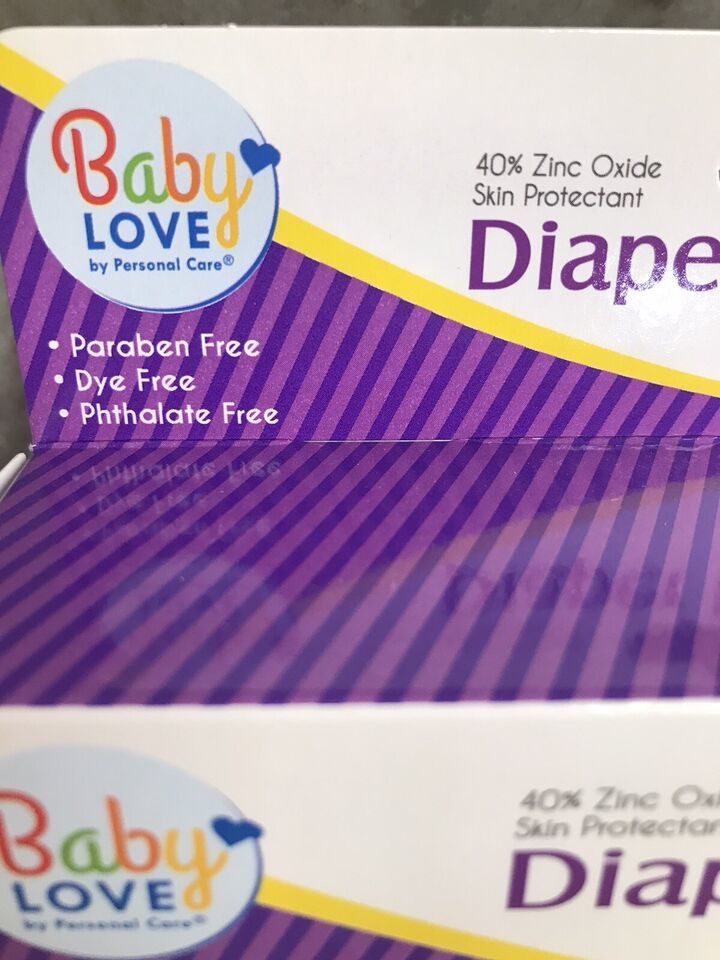 Baby
LOVE
by Personal Care®
40% Zinc Oxide
Skin Protectant
Diape
• Paraben Free
• Dye Free
• Phthalate Free
Baby
LOVE
by Personal Care®
40% Zinc Oxi
Skin Protectan
Diap